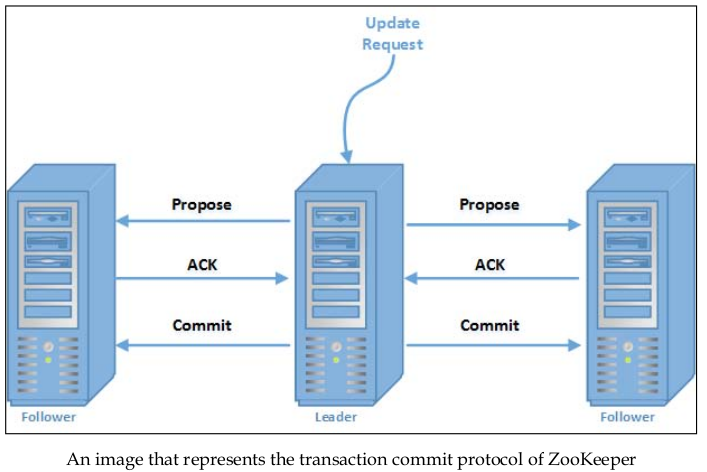 Update
Request
Propose
Propose
ACK
ACK
Commit
Commit
Follower
Leader
Follower
An image that represents the transaction commit protocol of ZooKeeper